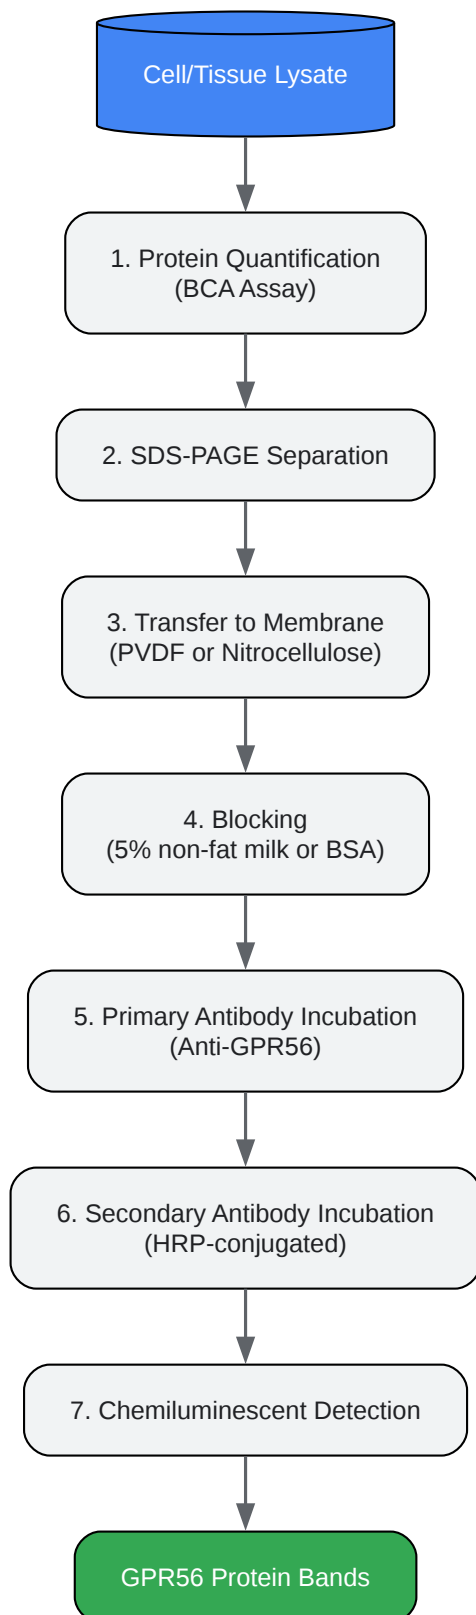 Cell/Tissue Lysate
1. Protein Quantification
(BCA Assay)
2. SDS-PAGE Separation
3. Transfer to Membrane
(PVDF or Nitrocellulose)
4. Blocking
(5% non-fat milk or BSA)
5. Primary Antibody Incubation
(Anti-GPR56)
6. Secondary Antibody Incubation
(HRP-conjugated)
7. Chemiluminescent Detection
GPR56 Protein Bands